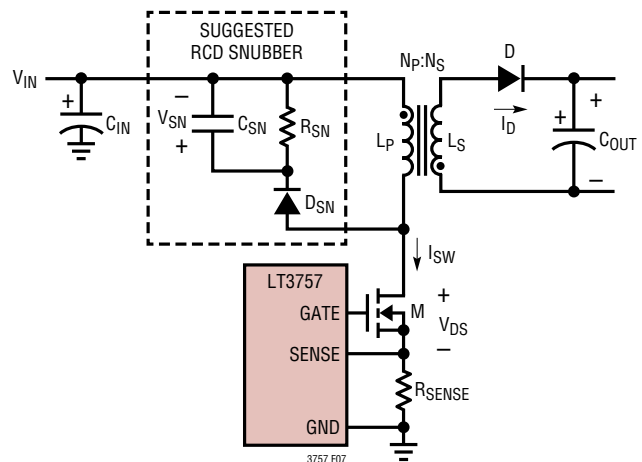 SUGGESTED
RCD SNUBBER
NP:NS
D
VIN
+
CIN
−
VSN
+
CSN
RSN
DSN
LP
LS
ID
+
+
COUT
−
ISW
LT3757
GATE
M
+
VDS
−
SENSE
RSENSE
GND
3757 F07